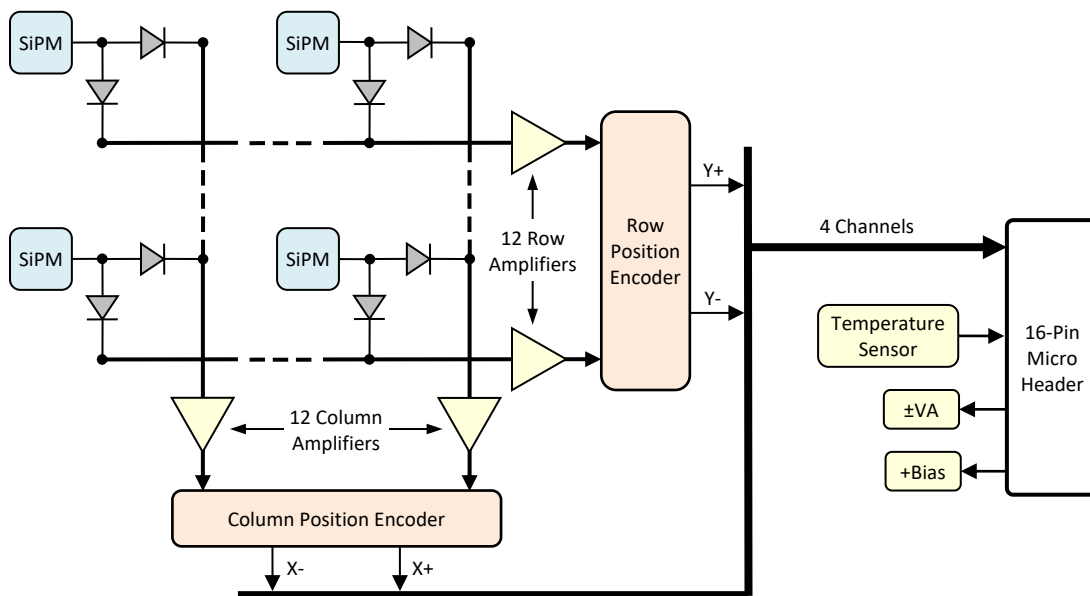 SiPM
SiPM
Y+
Row
Position
Encoder
4 Channels
SiPM
SiPM
12 Row
Amplifiers
Y-
Temperature
Sensor
16-Pin
Micro
Header
±VA
12 Column
Amplifiers
+Bias
Column Position Encoder
X-
X+